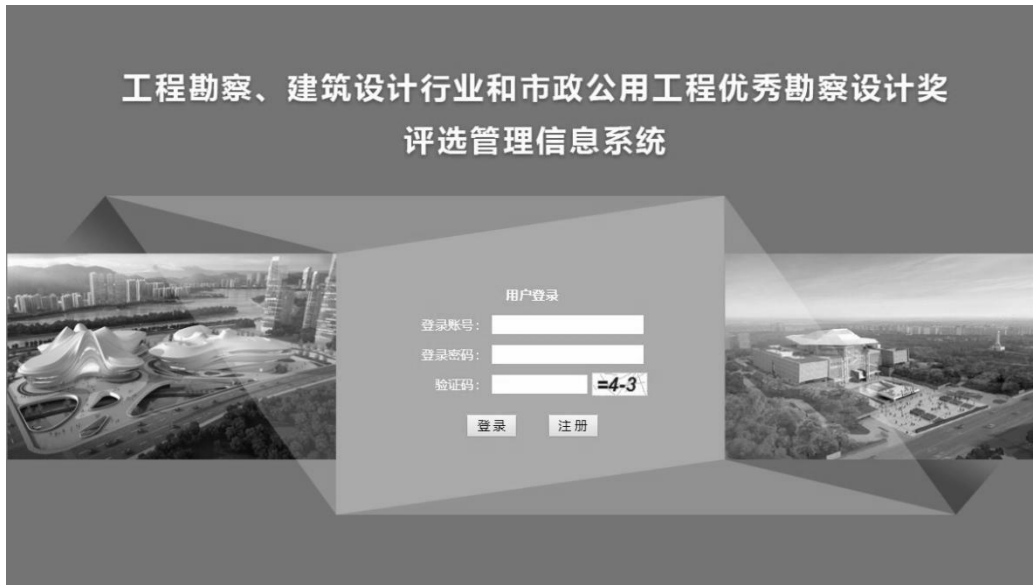 工程勘察、建筑设计行业和市政公用工程优秀勘察设计奖
评选管理信息系统
用户登录
登录账号：
登录密码：
验证码： =4-3
登录 注册